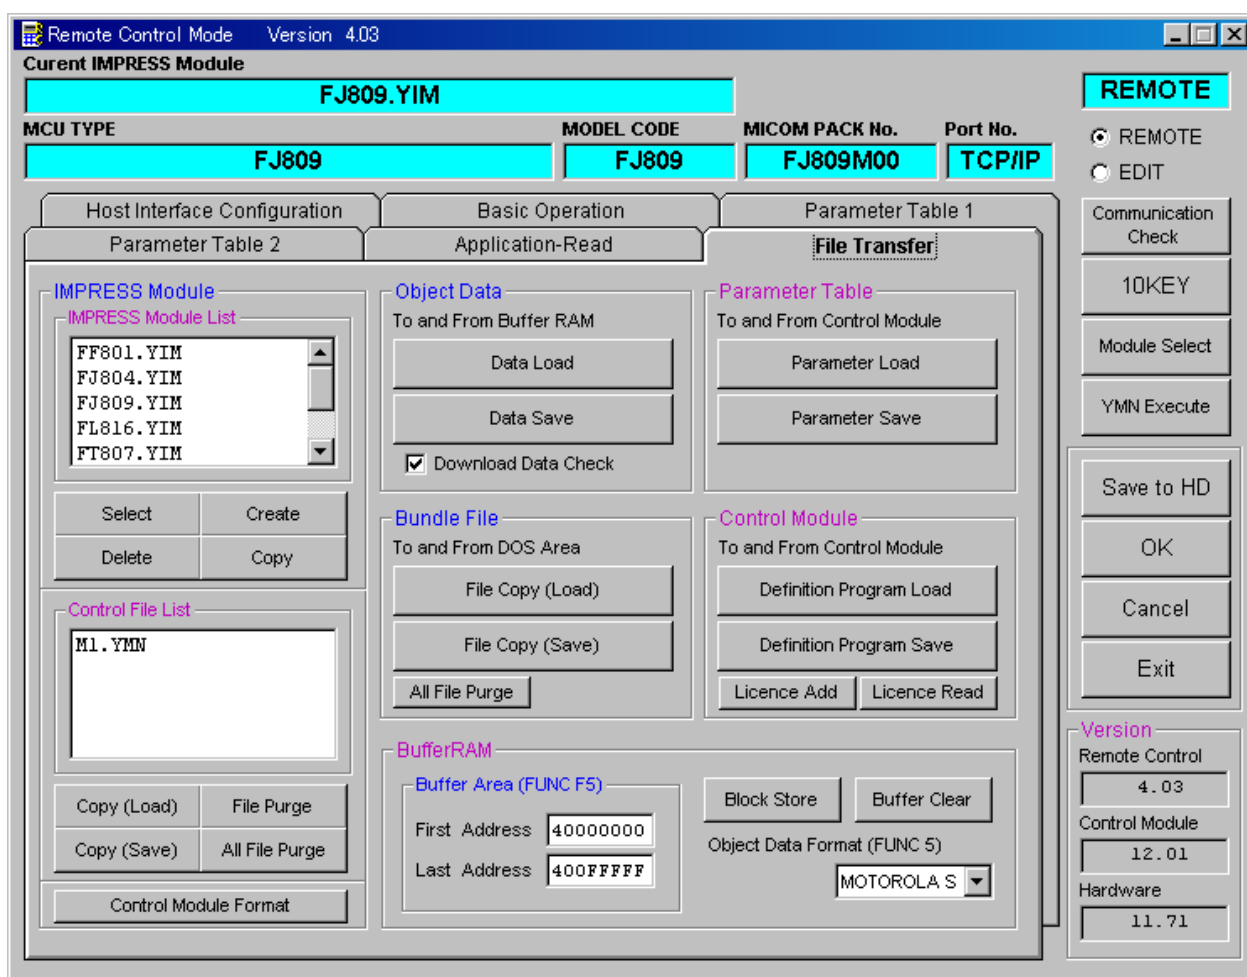 Remote Control Mode Version 4.03
Curent IMPRESS Module
FJ809.YIM
REMOTE
MCU TYPE MODEL CODE MICOM PACK No. Port No.
FJ809 FJ809 FJ809M00 TCP/IP
REMOTE
EDIT
Host Interface Configuration Basic Operation Parameter Table 1
Parameter Table 2 Application-Read File Transfer
IMPRESS Module
IMPRESS Module List
FF801.YIM
FJ804.YIM
FJ809.YIM
FL816.YIM
FT807.YIM
Select Create
Delete Copy
Control File List
M1.YMN
Copy (Load) File Purge
Copy (Save) All File Purge
Control Module Format
Object Data
To and From Buffer RAM
Data Load
Data Save
Download Data Check
Parameter Table
To and From Control Module
Parameter Load
Parameter Save
Bundle File
To and From DOS Area
File Copy (Load)
File Copy (Save)
All File Purge
Control Module
To and From Control Module
Definition Program Load
Definition Program Save
Licence Add Licence Read
BufferRAM
Buffer Area (FUNC F5)
First Address 40000000
Last Address 400FFFFF
Block Store Buffer Clear
Object Data Format (FUNC 5)
MOTOROLA S
Communication
Check
10KEY
Module Select
YMN Execute
Save to HD
OK
Cancel
Exit
Version
Remote Control
4.03
Control Module
12.01
Hardware
11.71